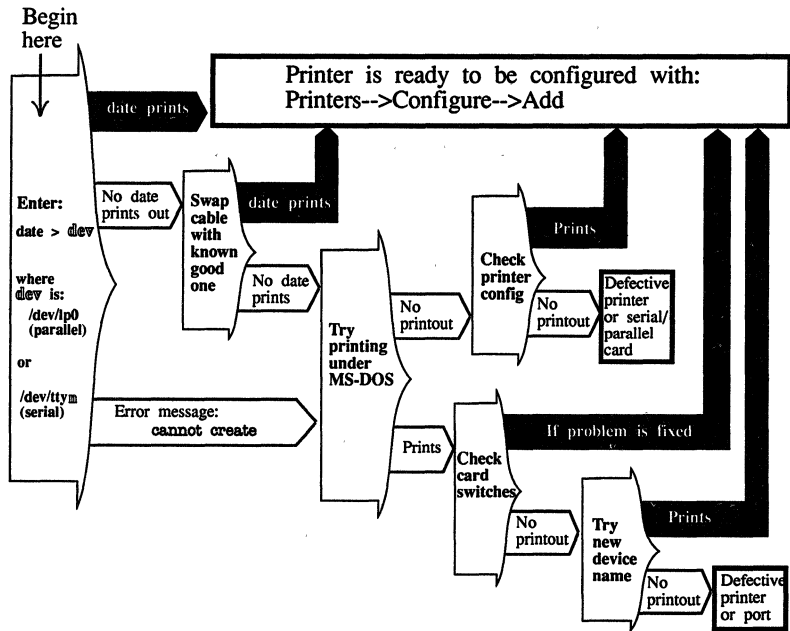 Begin
here
Printer is ready to be configured with:
Printers-->Configure-->Add
date prints
Enter:
date > dev
where
dev is:
/dev/lp0
(parallel)
or
/dev/ttym
(serial)
No date
prints out
Swap
cable
with
known
good
one
date prints
No date
prints
Error message:
cannot create
Try
printing
under
MS-DOS
No
printout
Check
printer
config
Prints
No
printout
Defective
printer
or serial/
parallel
card
Prints
Check
card
switches
If problem is fixed
No
printout
Try
new
device
name
Prints
No
printout
Defective
printer
or port